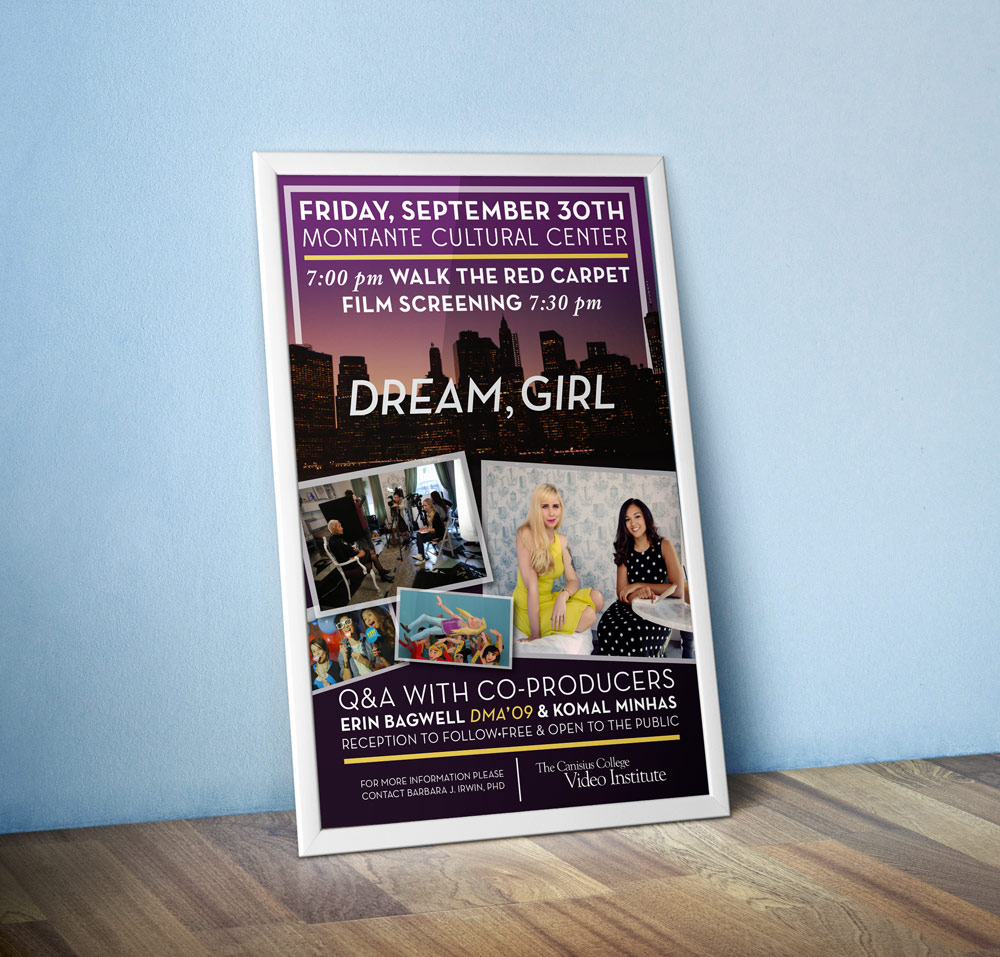 FRIDAY, SEPTEMBER 30TH
MONTANTE CULTURAL CENTER
7:00 pm WALK THE RED CARPET
FILM SCREENING 7:30 pm
DREAM, GIRL
Q&A WITH CO-PRODUCERS
ERIN BAGWELL DMA'09 & KOMAL MINHAS
RECEPTION TO FOLLOW•FREE & OPEN TO THE PUBLIC
FOR MORE INFORMATION PLEASE
CONTACT BARBARA J. IRWIN, PHD
The Canisius College
Video Institute